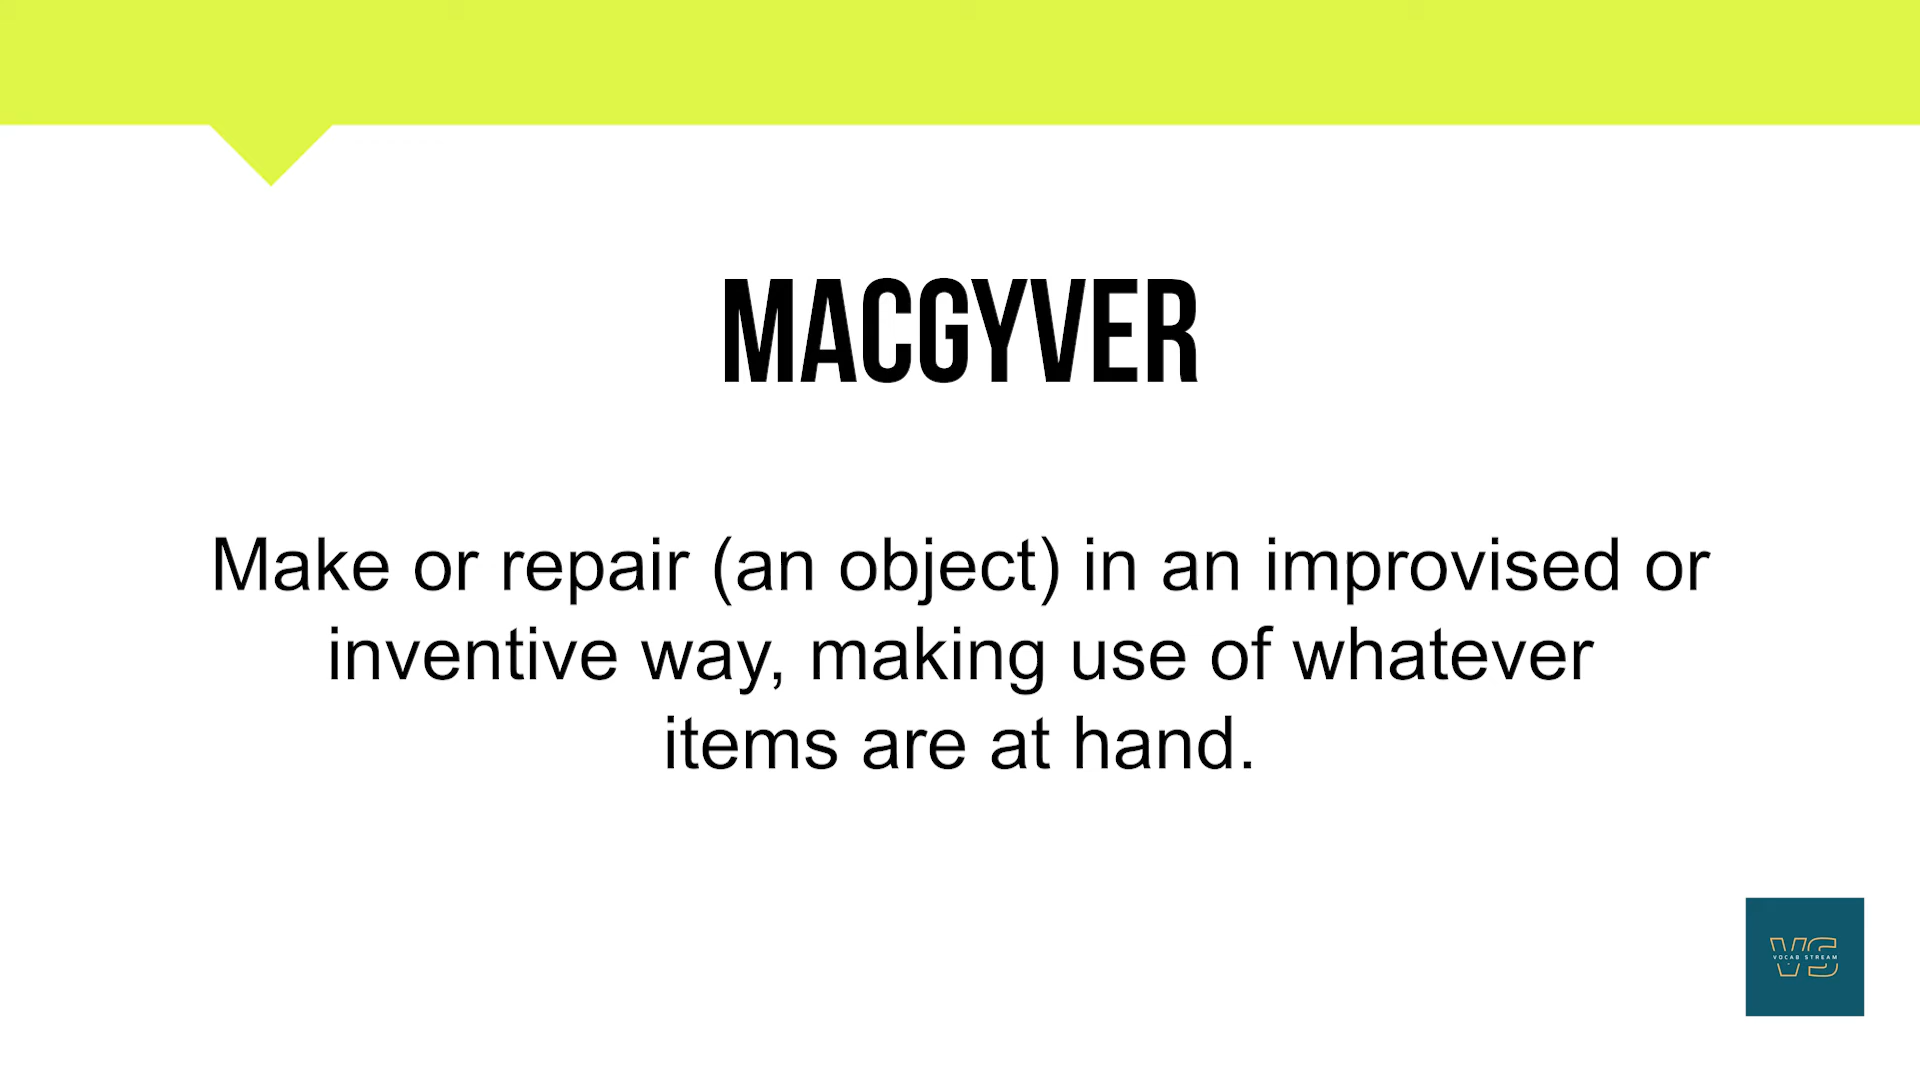 MACGYVER
Make or repair (an object) in an improvised or
inventive way, making use of whatever
items are at hand.
VS
VOCAB STREAM